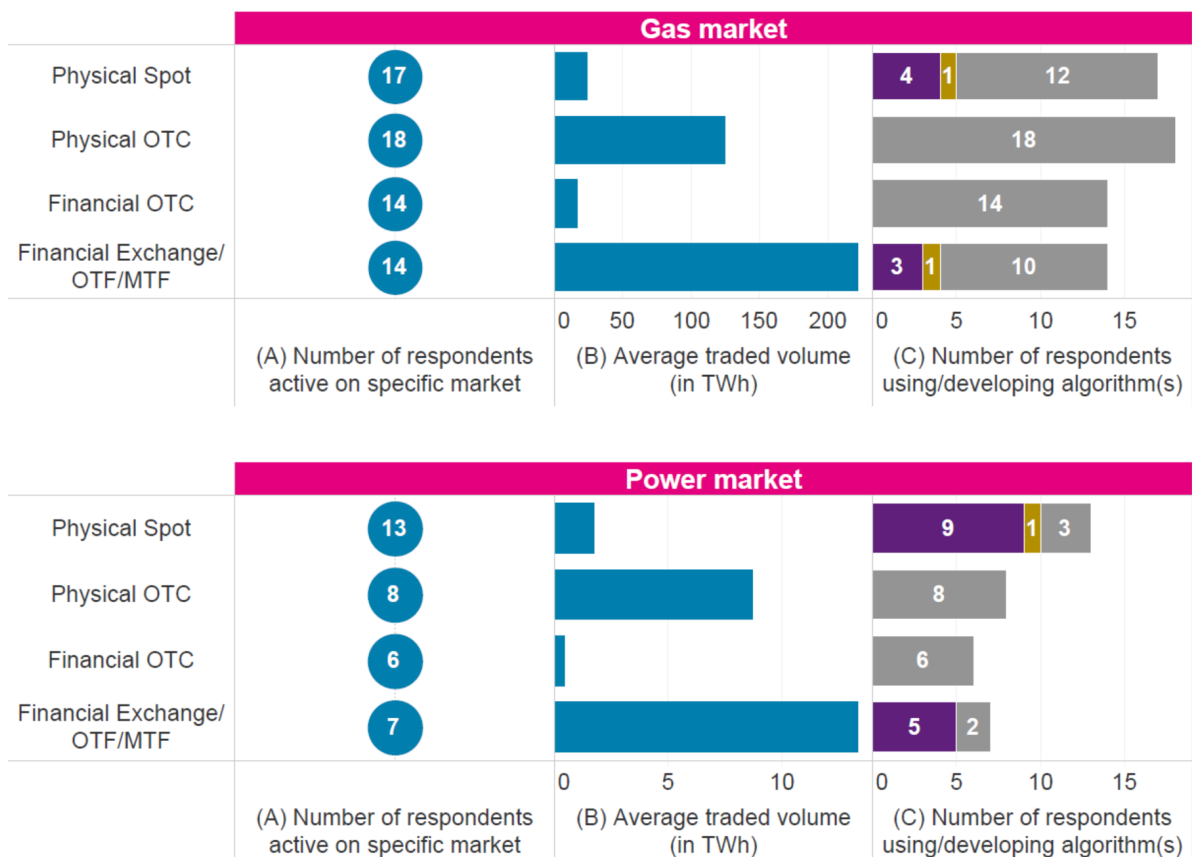 Gas market
Physical Spot
17
4
1
12
Physical OTC
18
18
Financial OTC
14
14
Financial Exchange/
OTF/MTF
14
3
1
10
0
50
100
150
200
0
5
10
15
(A) Number of respondents
active on specific market
(B) Average traded volume
(in TWh)
(C) Number of respondents
using/developing algorithm(s)
Power market
Physical Spot
13
9
1
3
Physical OTC
8
8
Financial OTC
6
6
Financial Exchange/
OTF/MTF
7
5
2
0
5
10
0
5
10
15
(A) Number of respondents
active on specific market
(B) Average traded volume
(in TWh)
(C) Number of respondents
using/developing algorithm(s)